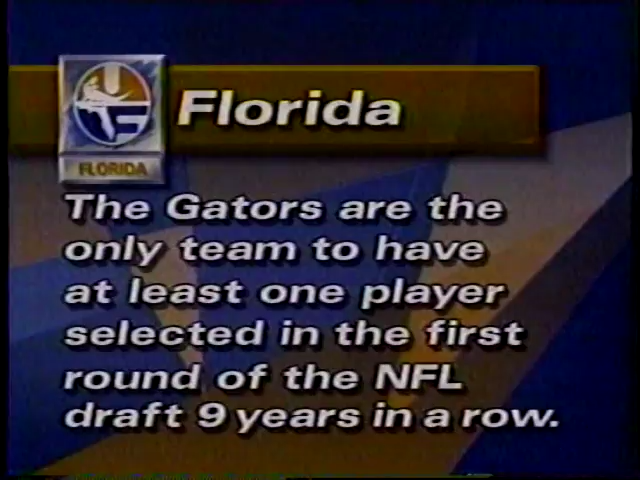 UF
FLORIDA
Florida
The Gators are the
only team to have
at least one player
selected in the first
round of the NFL
draft 9 years in a row.